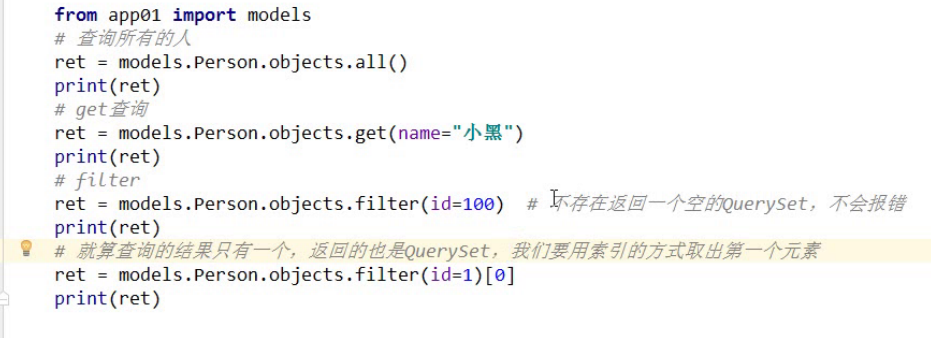 from app01 import models
# 查询所有的人
ret = models.Person.objects.all()
print(ret)
# get查询
ret = models.Person.objects.get(name="小黑")
print(ret)
# filter
ret = models.Person.objects.filter(id=100)  # 不存在返回一个空的QuerySet，不会报错
print(ret)
# 就算查询的结果只有一个，返回的也是QuerySet，我们要用索引的方式取出第一个元素
ret = models.Person.objects.filter(id=1)[0]
print(ret)